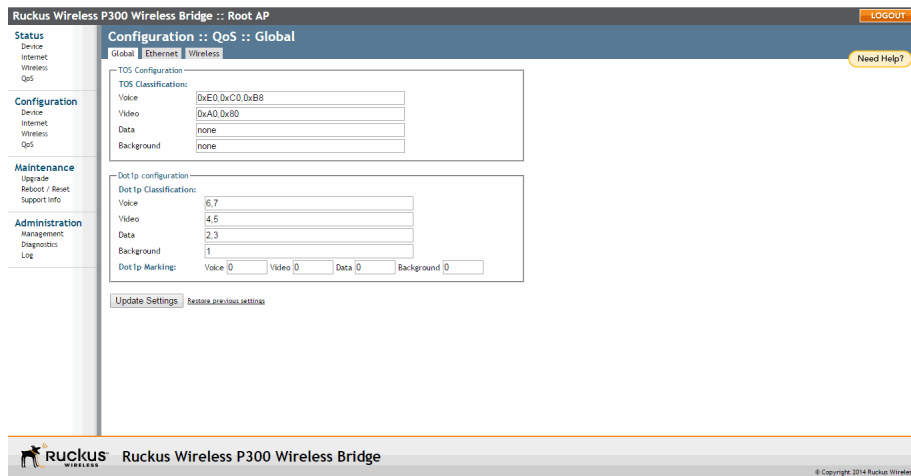 Ruckus Wireless P300 Wireless Bridge :: Root AP
LOGOUT
Status
Device
Internet
Wireless
QoS
Configuration
Device
Internet
Wireless
QoS
Maintenance
Upgrade
Reboot / Reset
Support Info
Administration
Management
Diagnostics
Log
Configuration :: QoS :: Global
Global Ethernet Wireless
Need Help?
TOS Configuration
TOS Classification:
Voice 0xE0,0xC0,0xB8
Video 0xA0,0x80
Data none
Background none
Dot1p configuration
Dot1p Classification:
Voice 6,7
Video 4,5
Data 2,3
Background 1
Dot1p Marking: Voice 0 Video 0 Data 0 Background 0
Update Settings Restore previous settings
RUCKUS WIRELESS
Ruckus Wireless P300 Wireless Bridge
© Copyright 2014 Ruckus Wireles